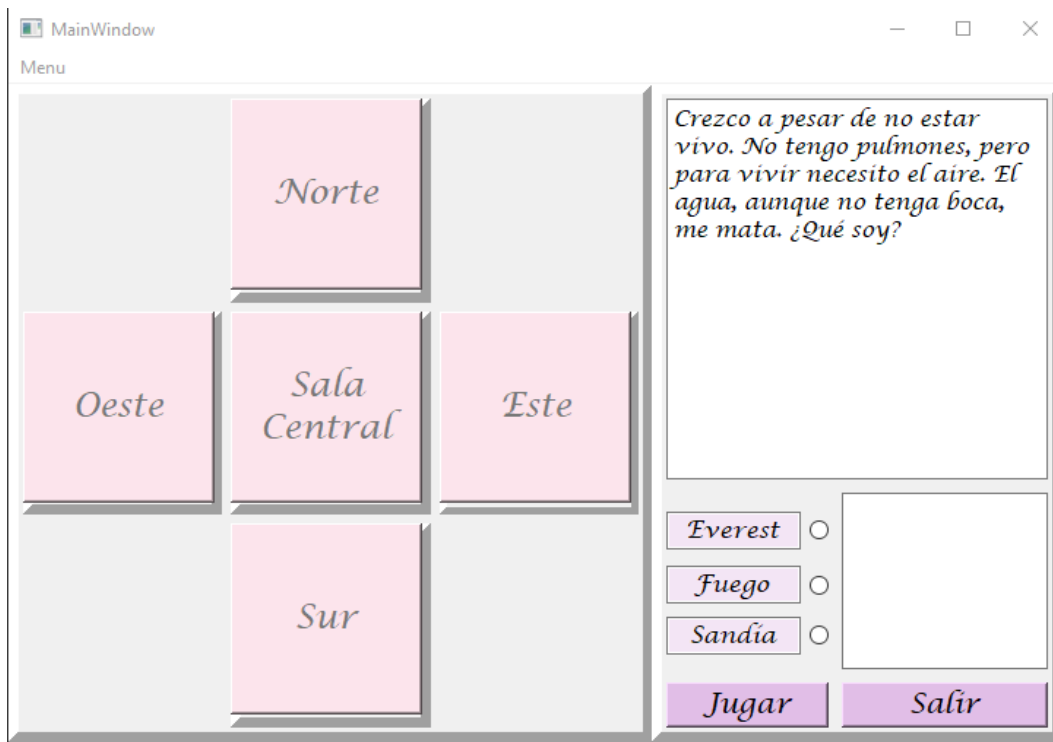 MainWindow
Menu
Norte
Oeste
Sala
Central
Este
Sur
Crezco a pesar de no estar
vivo. No tengo pulmones, pero
para vivir necesito el aire. El
agua, aunque no tenga boca,
me mata. ¿Qué soy?
Everest
Fuego
Sandía
Jugar
Salir